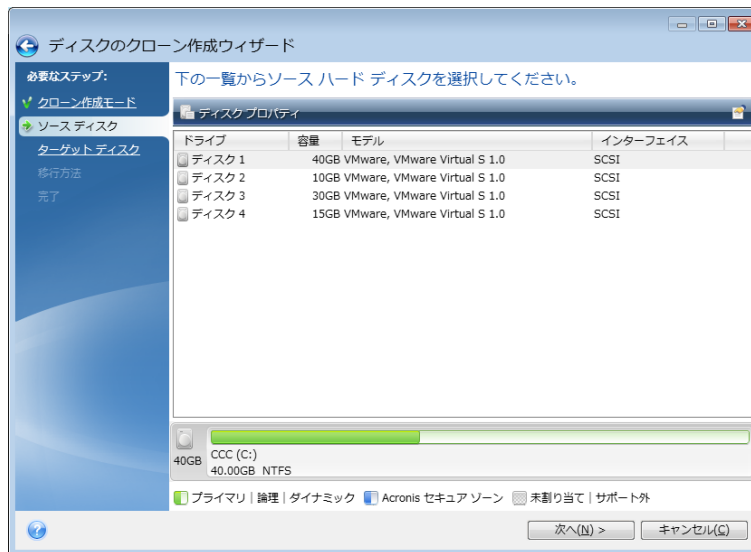 ディスクのクローン作成ウィザード
必要なステップ:
クローン作成モード
ソース ディスク
ターゲット ディスク
移行方法
完了
下の一覧からソース ハード ディスクを選択してください。
ディスク プロパティ
ドライブ 容量 モデル インターフェイス
ディスク 1 40GB VMware, VMware Virtual S 1.0 SCSI
ディスク 2 10GB VMware, VMware Virtual S 1.0 SCSI
ディスク 3 30GB VMware, VMware Virtual S 1.0 SCSI
ディスク 4 15GB VMware, VMware Virtual S 1.0 SCSI
40GB
CCC (C:)
40.00GB NTFS
プライマリ | 論理 | ダイナミック Acronis セキュア ゾーン 未割り当て | サポート外
次へ(N) > キャンセル(C)